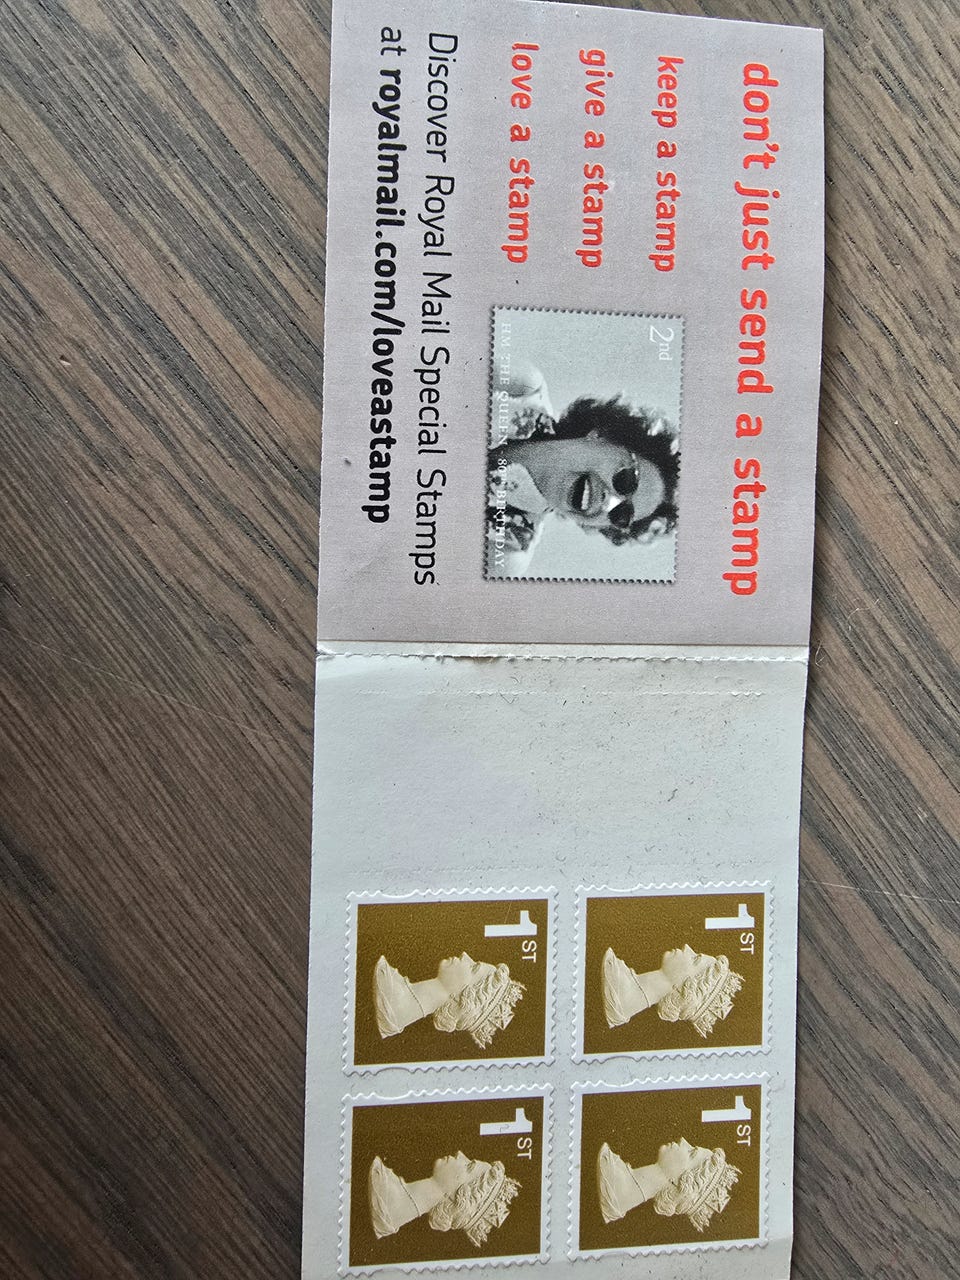 don't just send a stamp
keep a stamp
give a stamp
love a stamp
2nd
HM THE QUEEN 80TH BIRTHDAY
Discover Royal Mail Special Stamps
at royalmail.com/loveastamp
1ST
1ST
1ST
1ST